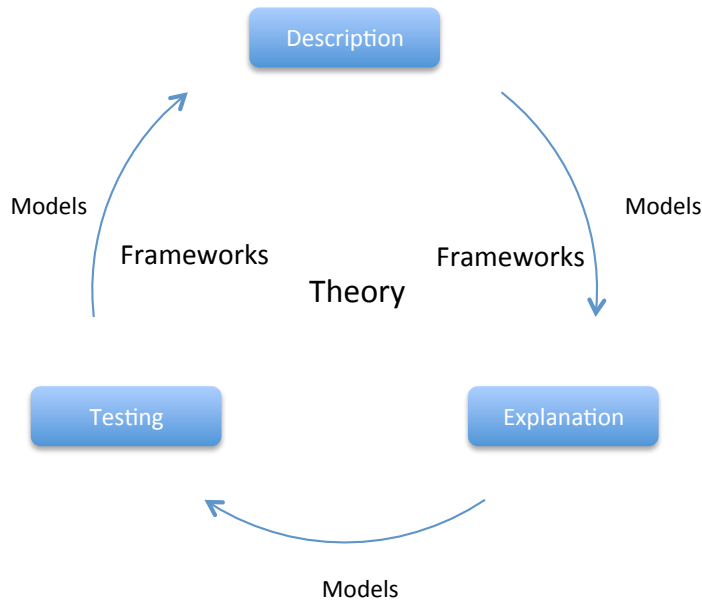 Description
Models
Models
Frameworks
Frameworks
Theory
Testing
Explanation
Models